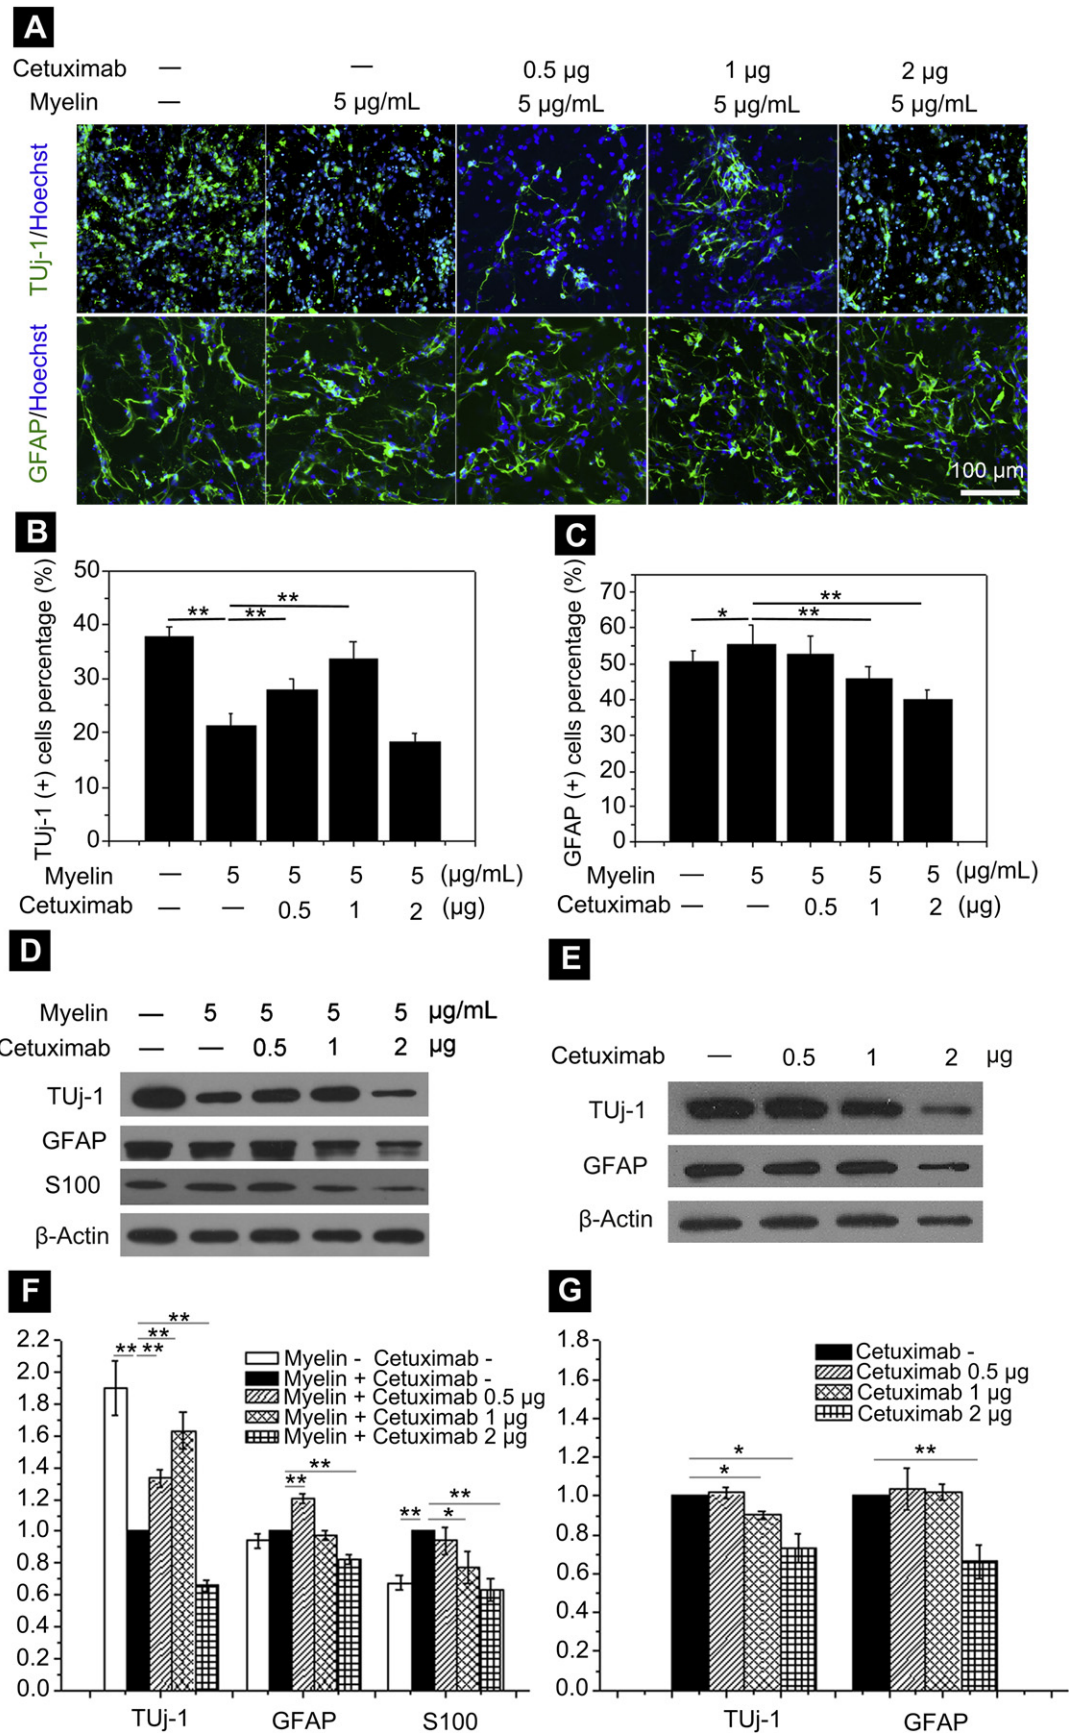 A
Cetuximab — — 0.5 µg 1 µg 2 µg
Myelin — 5 µg/mL 5 µg/mL 5 µg/mL 5 µg/mL
TUj-1/Hoechst
GFAP/Hoechst
100 µm
B
TUj-1 (+) cells percentage (%)
50
40
30
20
10
0
** ** **
Myelin — 5 5 5 5 (µg/mL)
Cetuximab — — 0.5 1 2 (µg)
C
GFAP (+) cells percentage (%)
70
60
50
40
30
20
10
0
* ** **
Myelin — 5 5 5 5 (µg/mL)
Cetuximab — — 0.5 1 2 (µg)
D
Myelin — 5 5 5 5 µg/mL
Cetuximab — — 0.5 1 2 µg
TUj-1
GFAP
S100
β-Actin
E
Cetuximab — 0.5 1 2 µg
TUj-1
GFAP
β-Actin
F
2.2
2.0
1.8
1.6
1.4
1.2
1.0
0.8
0.6
0.4
0.2
0.0
**
**
** **
**
**
**
** *
Myelin - Cetuximab -
Myelin + Cetuximab -
Myelin + Cetuximab 0.5 µg
Myelin + Cetuximab 1 µg
Myelin + Cetuximab 2 µg
TUj-1 GFAP S100
G
1.8
1.6
1.4
1.2
1.0
0.8
0.6
0.4
0.2
0.0
*
*
**
Cetuximab -
Cetuximab 0.5 µg
Cetuximab 1 µg
Cetuximab 2 µg
TUj-1 GFAP